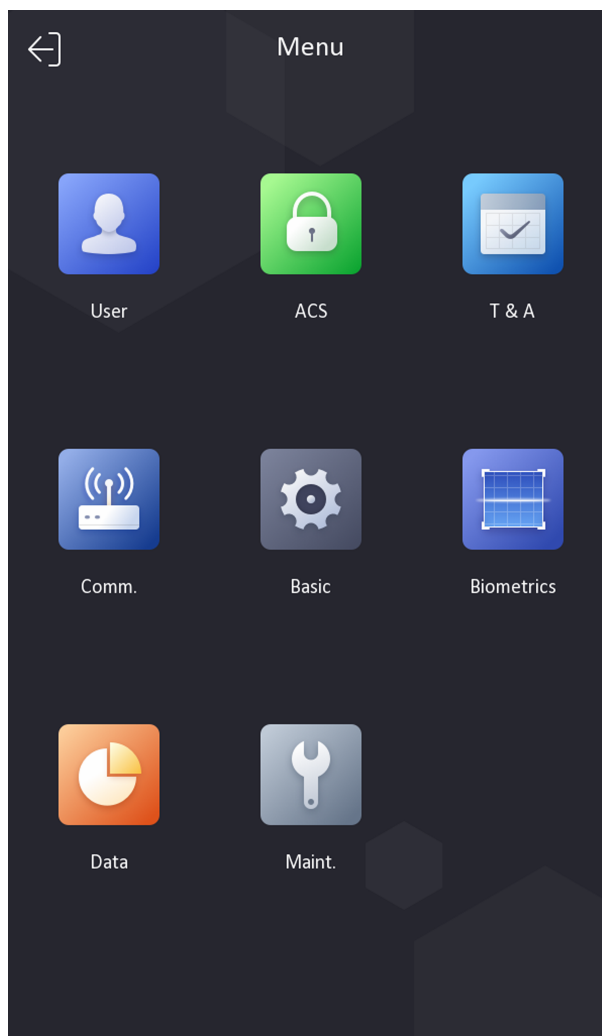 Menu
User
ACS
T & A
Comm.
Basic
Biometrics
Data
Maint.